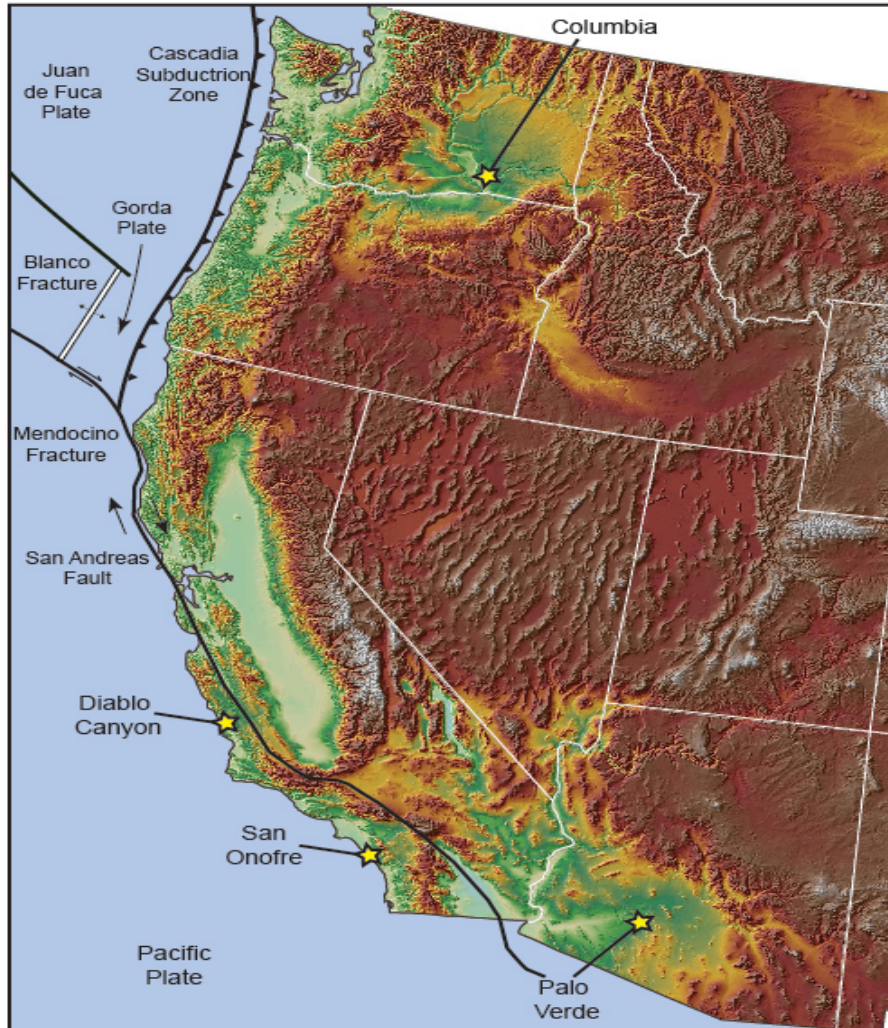 Columbia
Juan
de Fuca
Plate
Cascadia
Subductrion
Zone
Gorda
Plate
Blanco
Fracture
Mendocino
Fracture
San Andreas
Fault
Diablo
Canyon
San
Onofre
Pacific
Plate
Palo
Verde